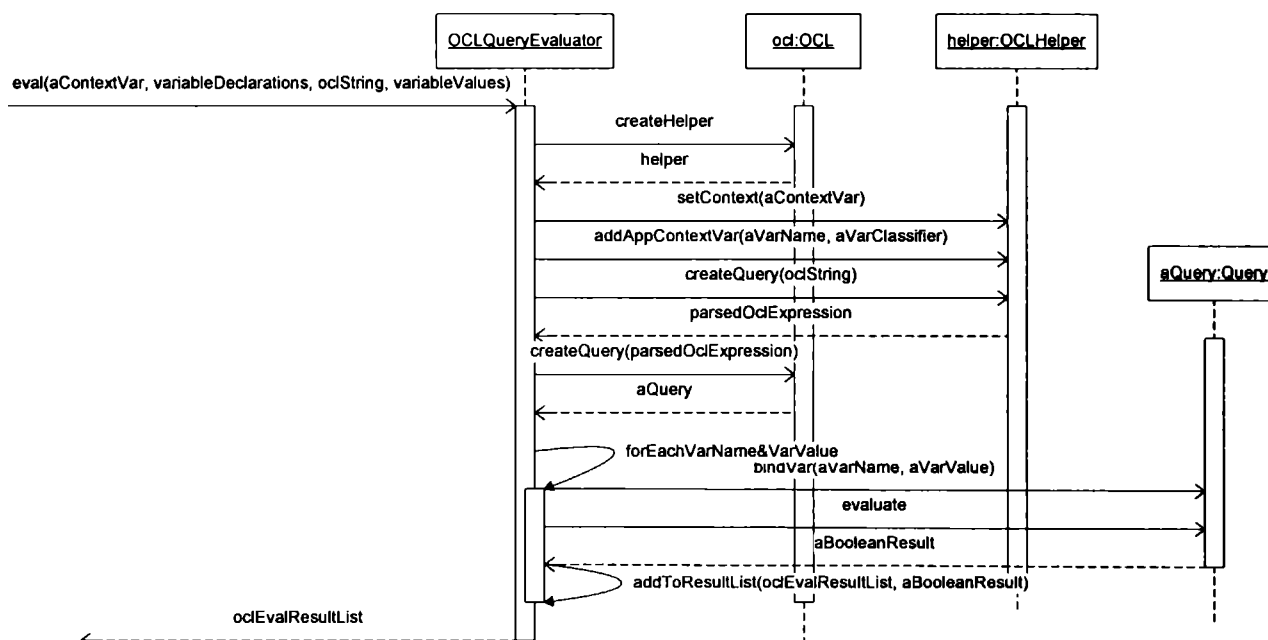 OCLQueryEvaluator
ocl:OCL
helper:OCLHelper
eval(aContextVar, variableDeclarations, oclString, variableValues)
createHelper
helper
setContext(aContextVar)
addAppContextVar(aVarName, aVarClassifier)
createQuery(oclString)
aQuery:Query
parsedOclExpression
createQuery(parsedOclExpression)
aQuery
forEachVarName&VarValue
bindVar(aVarName, aVarValue)
evaluate
aBooleanResult
addToResultList(oclEvalResultList, aBooleanResult)
oclEvalResultList